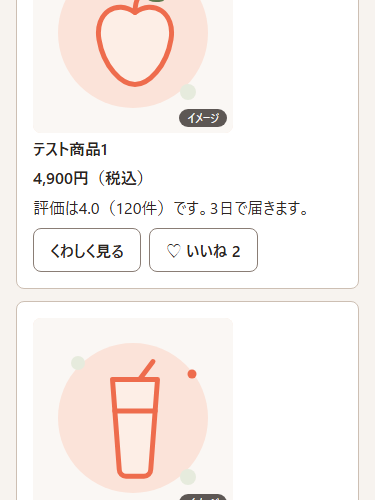 イメージ
テスト商品1
4,900円（税込）
評価は4.0（120件）です。3日で届きます。
くわしく見る
♡ いいね 2